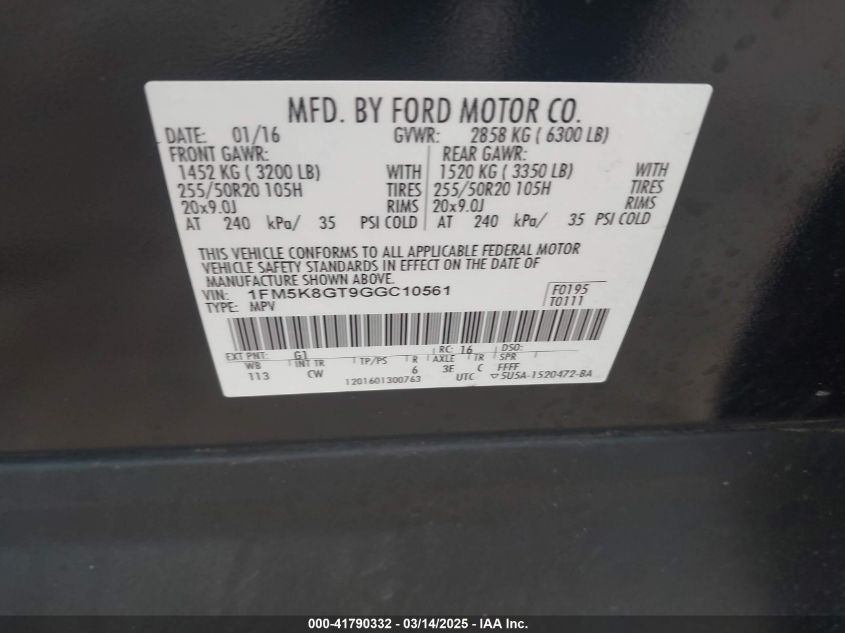 MFD. BY FORD MOTOR CO.
DATE: 01/16 GVWR: 2858 KG ( 6300 LB)
FRONT GAWR: REAR GAWR:
1452 KG ( 3200 LB) WITH 1520 KG ( 3350 LB) WITH
255/50R20 105H TIRES 255/50R20 105H TIRES
20x9.0J RIMS 20x9.0J RIMS
AT 240 kPa/ 35 PSI COLD AT 240 kPa/ 35 PSI COLD
THIS VEHICLE CONFORMS TO ALL APPLICABLE FEDERAL MOTOR
VEHICLE SAFETY STANDARDS IN EFFECT ON THE DATE OF
MANUFACTURE SHOWN ABOVE.
VIN: 1FM5K8GT9GGC10561 F0195
TYPE: MPV T0111
EXT PNT: G1 RC: 16 DSO:
WB INT TR TP/PS R AXLE TR SPR
113 CW 6 3E C FFFF
1201601300763 UTC 5U5A-1520472-BA
000-41790332 - 03/14/2025 - IAA Inc.